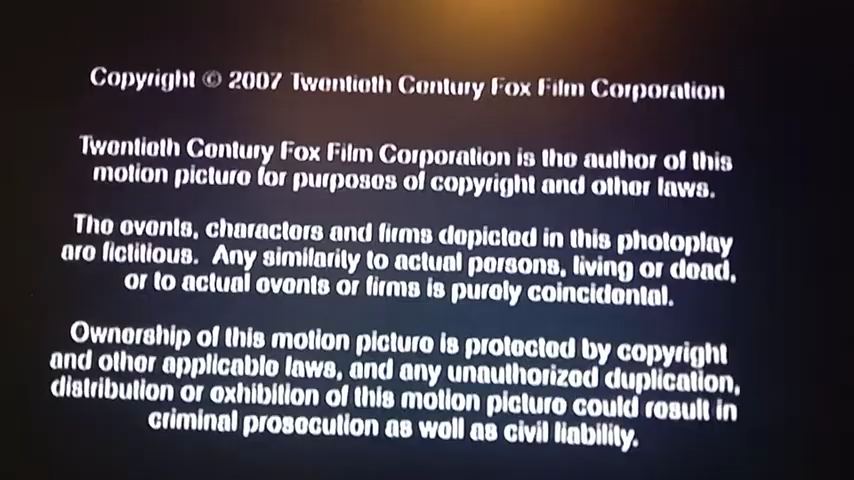 Copyright © 2007 Twentieth Century Fox Film Corporation
Twentieth Century Fox Film Corporation is the author of this
motion picture for purposes of copyright and other laws.
The events, characters and firms depicted in this photoplay
are fictitious. Any similarity to actual persons, living or dead,
or to actual events or firms is purely coincidental.
Ownership of this motion picture is protected by copyright
and other applicable laws, and any unauthorized duplication,
distribution or exhibition of this motion picture could result in
criminal prosecution as well as civil liability.